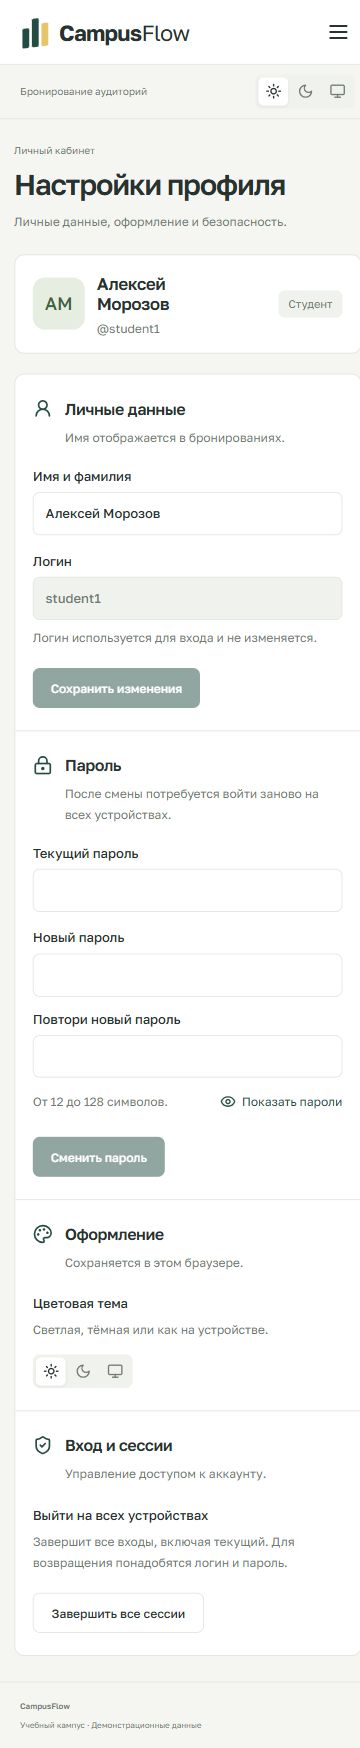 CampusFlow
Бронирование аудиторий
Личный кабинет
Настройки профиля
Личные данные, оформление и безопасность.
АМ
Алексей
Морозов
@student1
Студент
Личные данные
Имя отображается в бронированиях.
Имя и фамилия
Алексей Морозов
Логин
student1
Логин используется для входа и не изменяется.
Сохранить изменения
Пароль
После смены потребуется войти заново на
всех устройствах.
Текущий пароль
Новый пароль
Повтори новый пароль
От 12 до 128 символов.
Показать пароли
Сменить пароль
Оформление
Сохраняется в этом браузере.
Цветовая тема
Светлая, тёмная или как на устройстве.
Вход и сессии
Управление доступом к аккаунту.
Выйти на всех устройствах
Завершит все входы, включая текущий. Для
возвращения понадобятся логин и пароль.
Завершить все сессии
CampusFlow
Учебный кампус · Демонстрационные данные